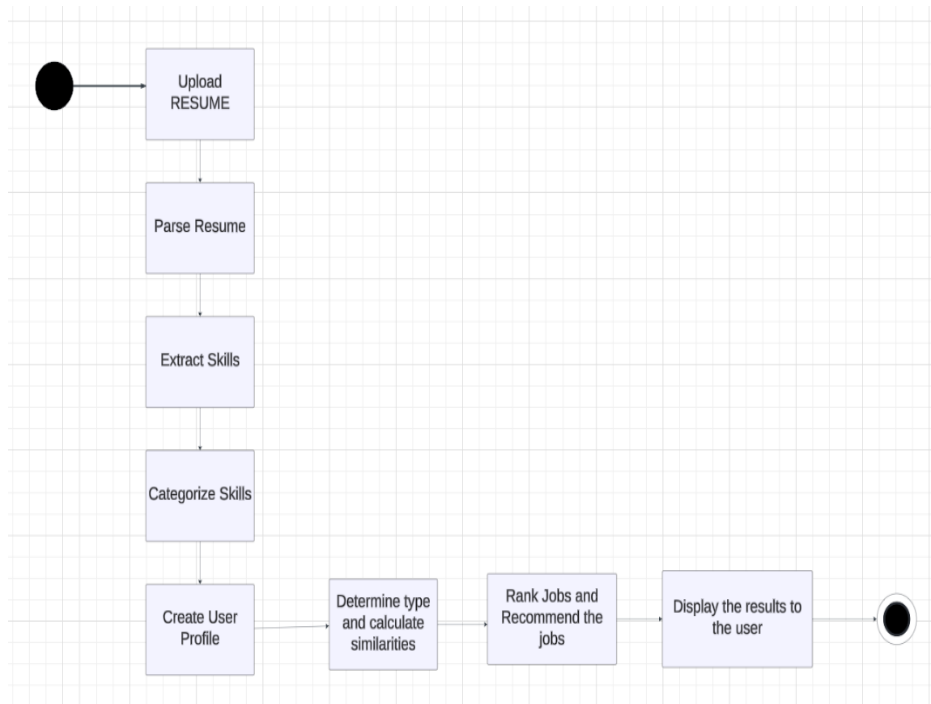 Upload
RESUME
Parse Resume
Extract Skills
Categorize Skills
Create User
Profile
Determine type
and calculate
similarities
Rank Jobs and
Recommend the
jobs
Display the results to
the user